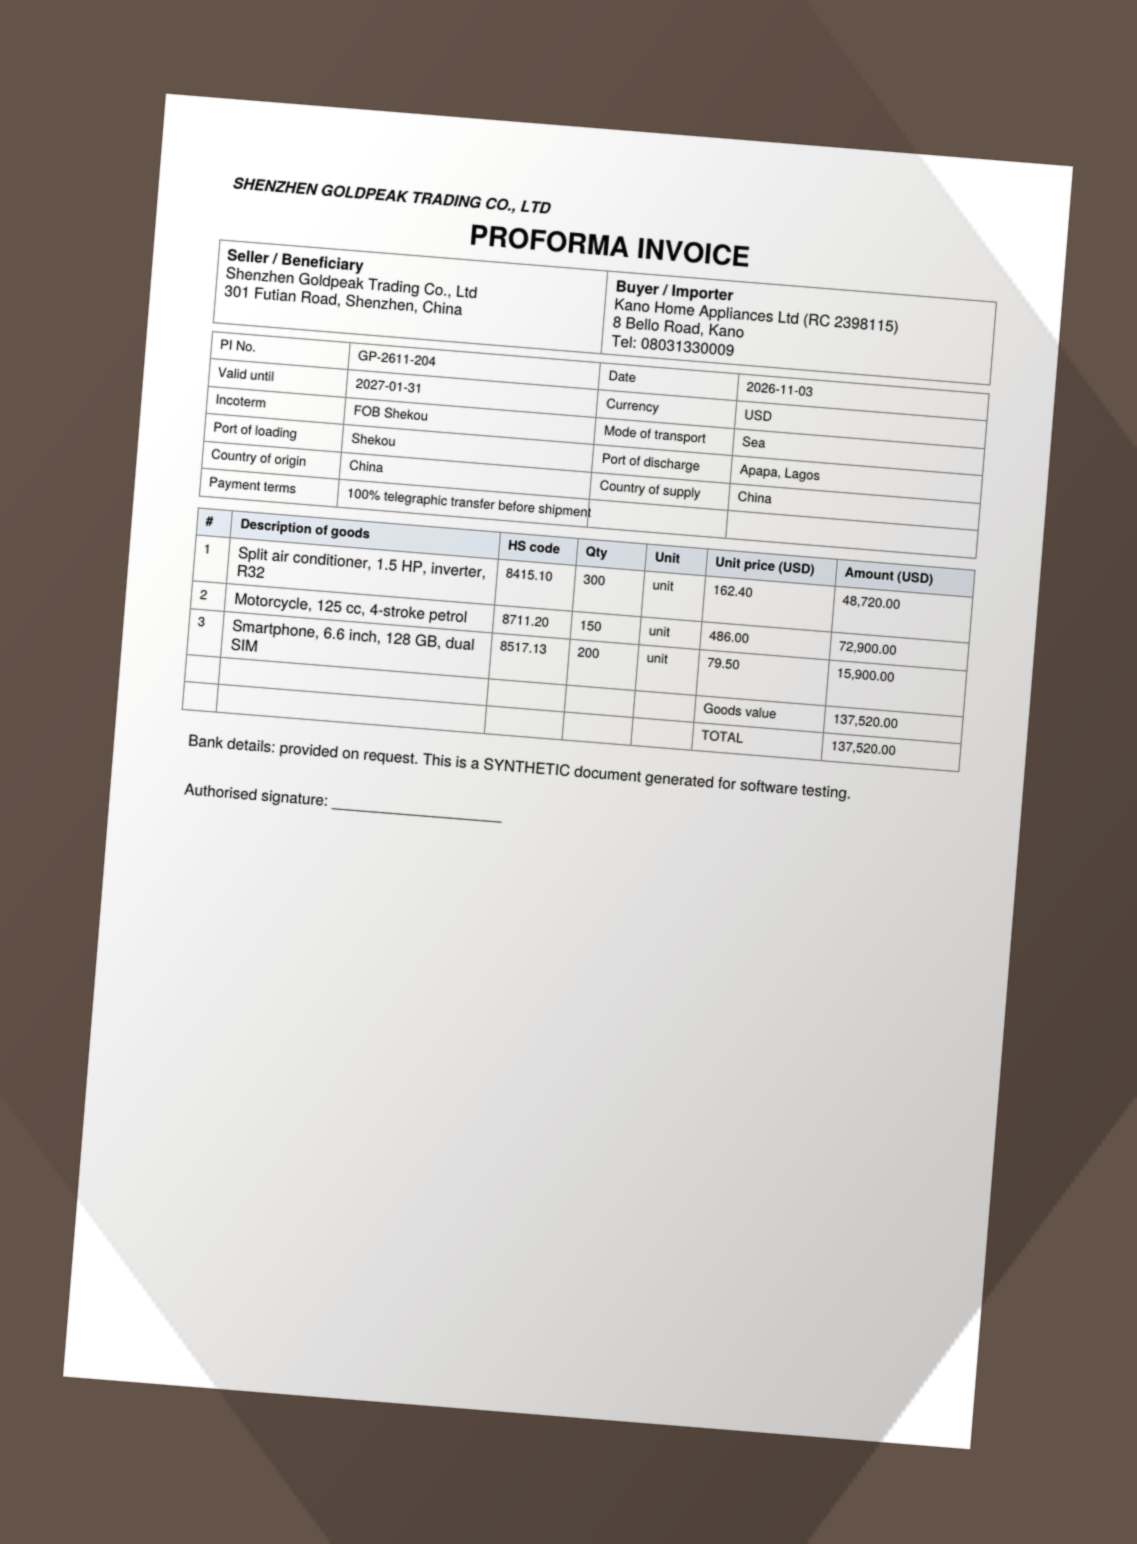 SHENZHEN GOLDPEAK TRADING CO., LTD
PROFORMA INVOICE
Seller / Beneficiary
Shenzhen Goldpeak Trading Co., Ltd
301 Futian Road, Shenzhen, China
Buyer / Importer
Kano Home Appliances Ltd (RC 2398115)
8 Bello Road, Kano
Tel: 08031330009
PI No. GP-2611-204 Date 2026-11-03
Valid until 2027-01-31 Currency USD
Incoterm FOB Shekou Mode of transport Sea
Port of loading Shekou Port of discharge Apapa, Lagos
Country of origin China Country of supply China
Payment terms 100% telegraphic transfer before shipment
# Description of goods HS code Qty Unit Unit price (USD) Amount (USD)
1 Split air conditioner, 1.5 HP, inverter, 8415.10 300 unit 162.40 48,720.00
R32
2 Motorcycle, 125 cc, 4-stroke petrol 8711.20 150 unit 486.00 72,900.00
3 Smartphone, 6.6 inch, 128 GB, dual 8517.13 200 unit 79.50 15,900.00
SIM
Goods value 137,520.00
TOTAL 137,520.00
Bank details: provided on request. This is a SYNTHETIC document generated for software testing.
Authorised signature: ____________________